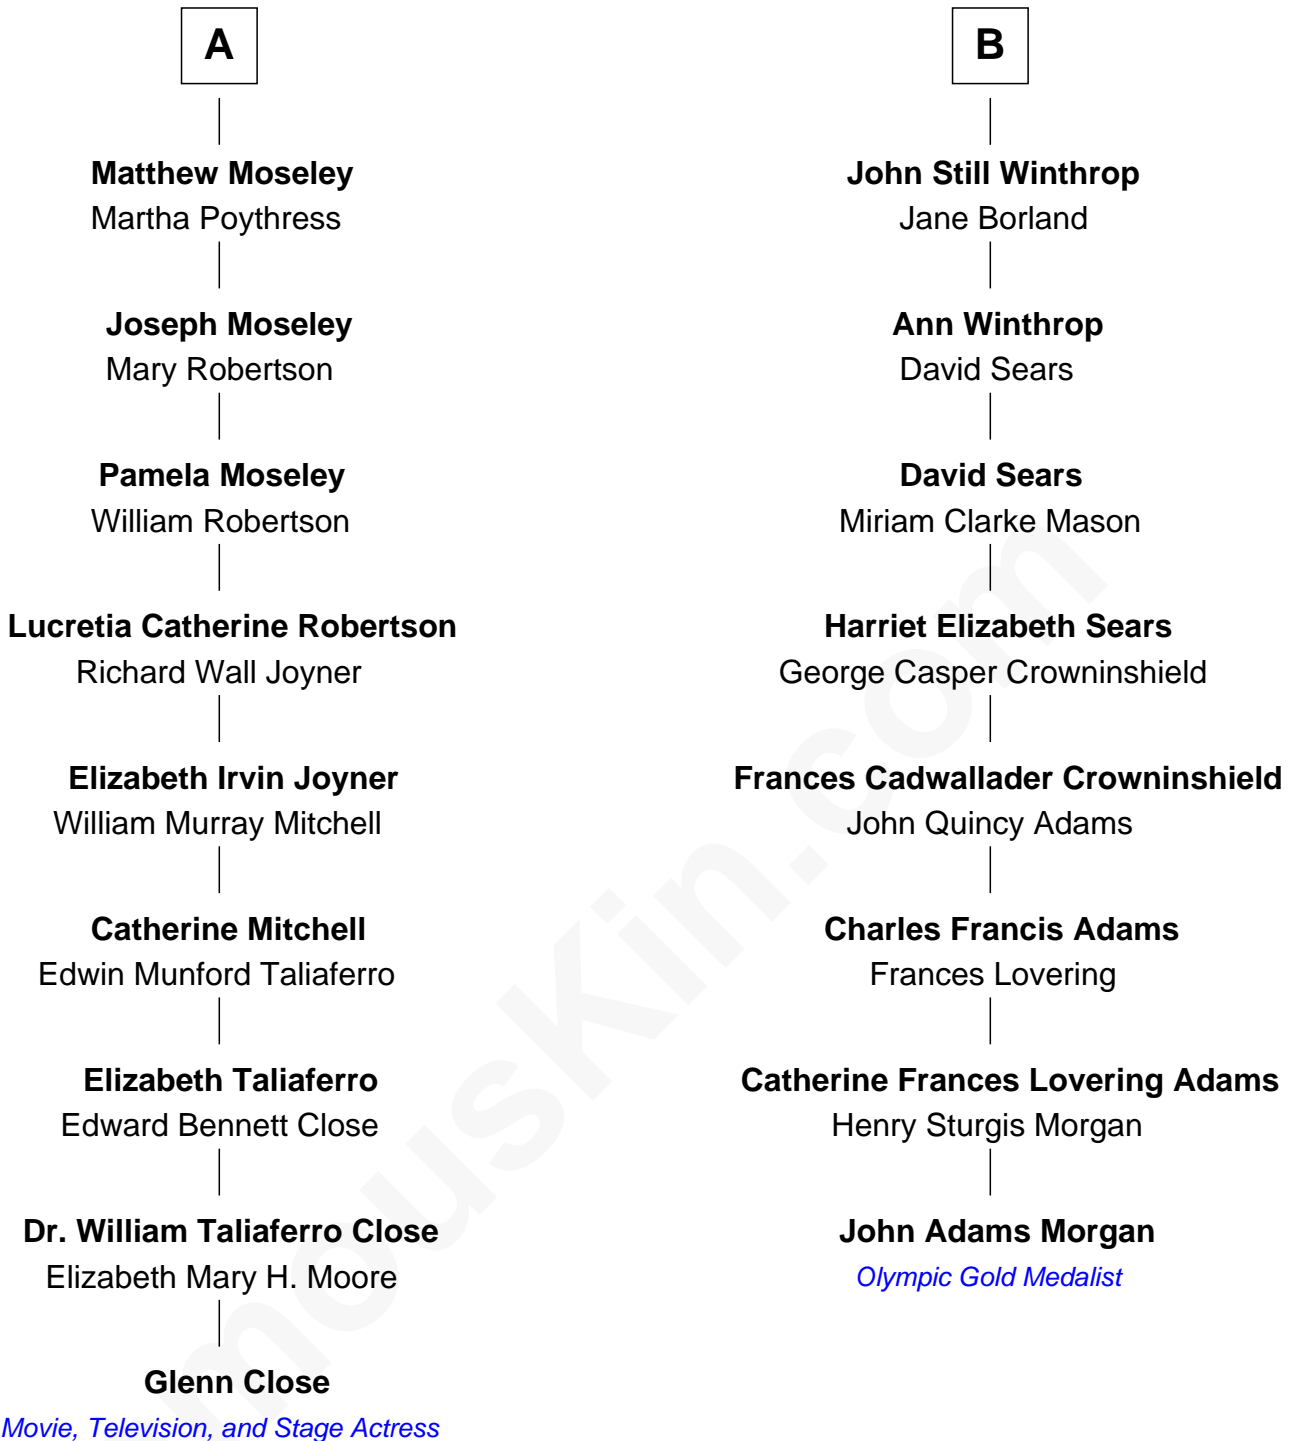 A
Matthew Moseley
Martha Poythress
Joseph Moseley
Mary Robertson
Pamela Moseley
William Robertson
Lucretia Catherine Robertson
Richard Wall Joyner
Elizabeth Irvin Joyner
William Murray Mitchell
Catherine Mitchell
Edwin Munford Taliaferro
Elizabeth Taliaferro
Edward Bennett Close
Dr. William Taliaferro Close
Elizabeth Mary H. Moore
Glenn Close
Movie, Television, and Stage Actress
B
John Still Winthrop
Jane Borland
Ann Winthrop
David Sears
David Sears
Miriam Clarke Mason
Harriet Elizabeth Sears
George Casper Crowninshield
Frances Cadwallader Crowninshield
John Quincy Adams
Charles Francis Adams
Frances Lovering
Catherine Frances Lovering Adams
Henry Sturgis Morgan
John Adams Morgan
Olympic Gold Medalist
mousKin.com